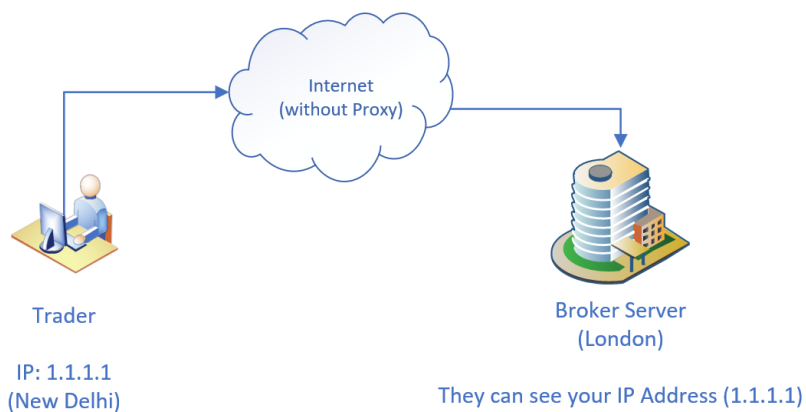 Internet
(without Proxy)
Trader
IP: 1.1.1.1
(New Delhi)
Broker Server
(London)
They can see your IP Address (1.1.1.1)